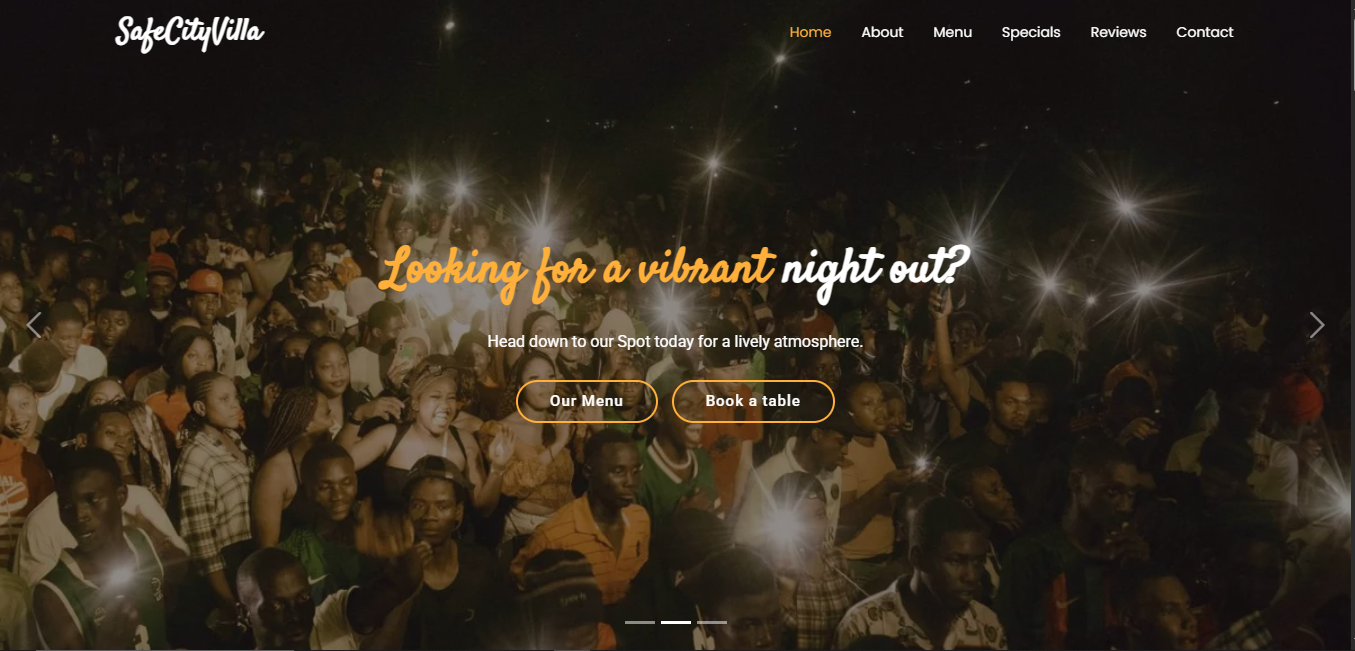 SafeCityVilla
Home About Menu Specials Reviews Contact
Looking for a vibrant night out?
Head down to our Spot today for a lively atmosphere.
Our Menu Book a table